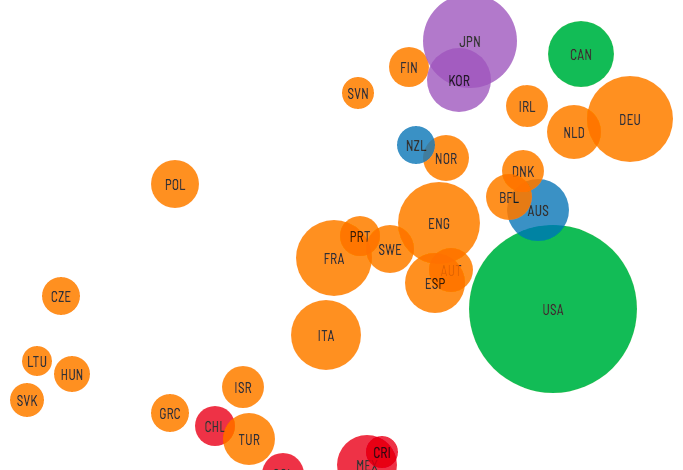 JPN
CAN
FIN
KOR
SVN
IRL
DEU
NLD
NZL
NOR
DNK
POL
BFL
AUS
ENG
PRT
SWE
FRA
AUT
ESP
CZE
USA
ITA
LTU
HUN
ISR
SVK
GRC
CHL
TUR
CRI
MEX